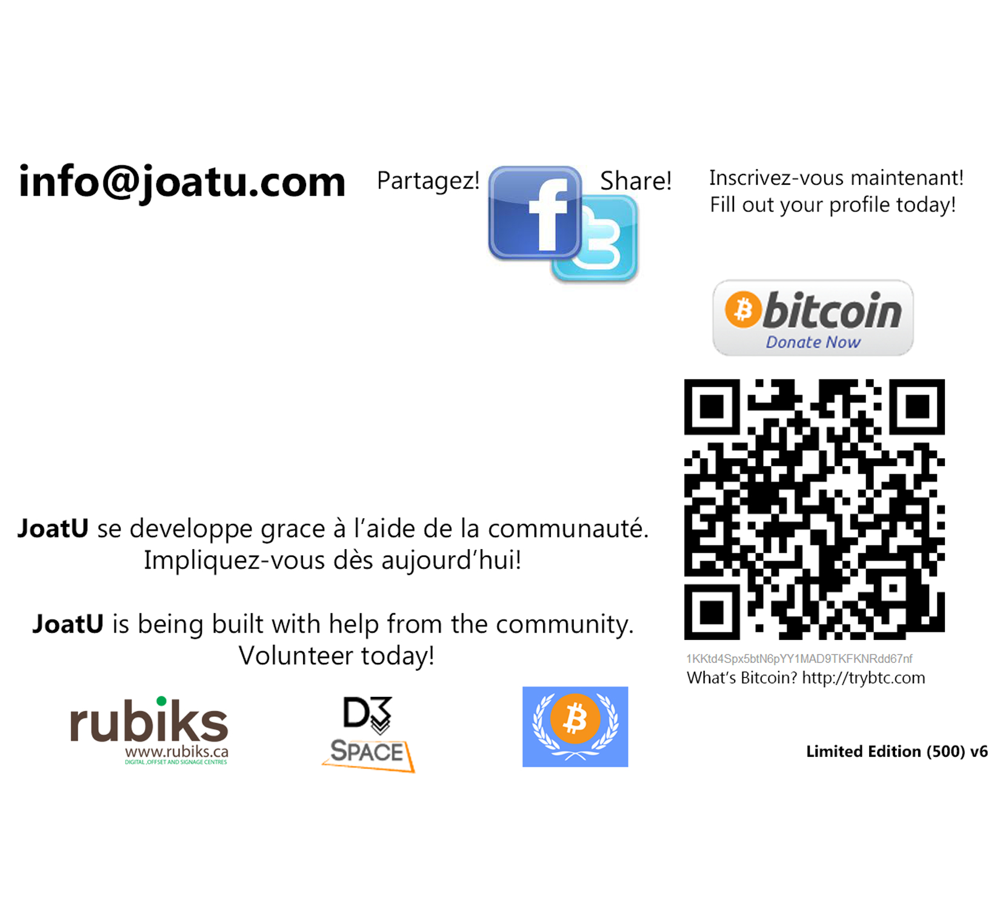 info@joatu.com
Partagez!
Share!
Inscrivez-vous maintenant!
Fill out your profile today!
bitcoin
Donate Now
JoatU se developpe grace à l’aide de la communauté.
Impliquez-vous dès aujourd’hui!
JoatU is being built with help from the community.
Volunteer today!
1KKtd4Spx5btN6pYY1MAD9TKFKNRdd67nf
What’s Bitcoin? http://trybtc.com
rubiks
www.rubiks.ca
DIGITAL ,OFFSET AND SIGNAGE CENTRES
D3
SPACE
Limited Edition (500) v6